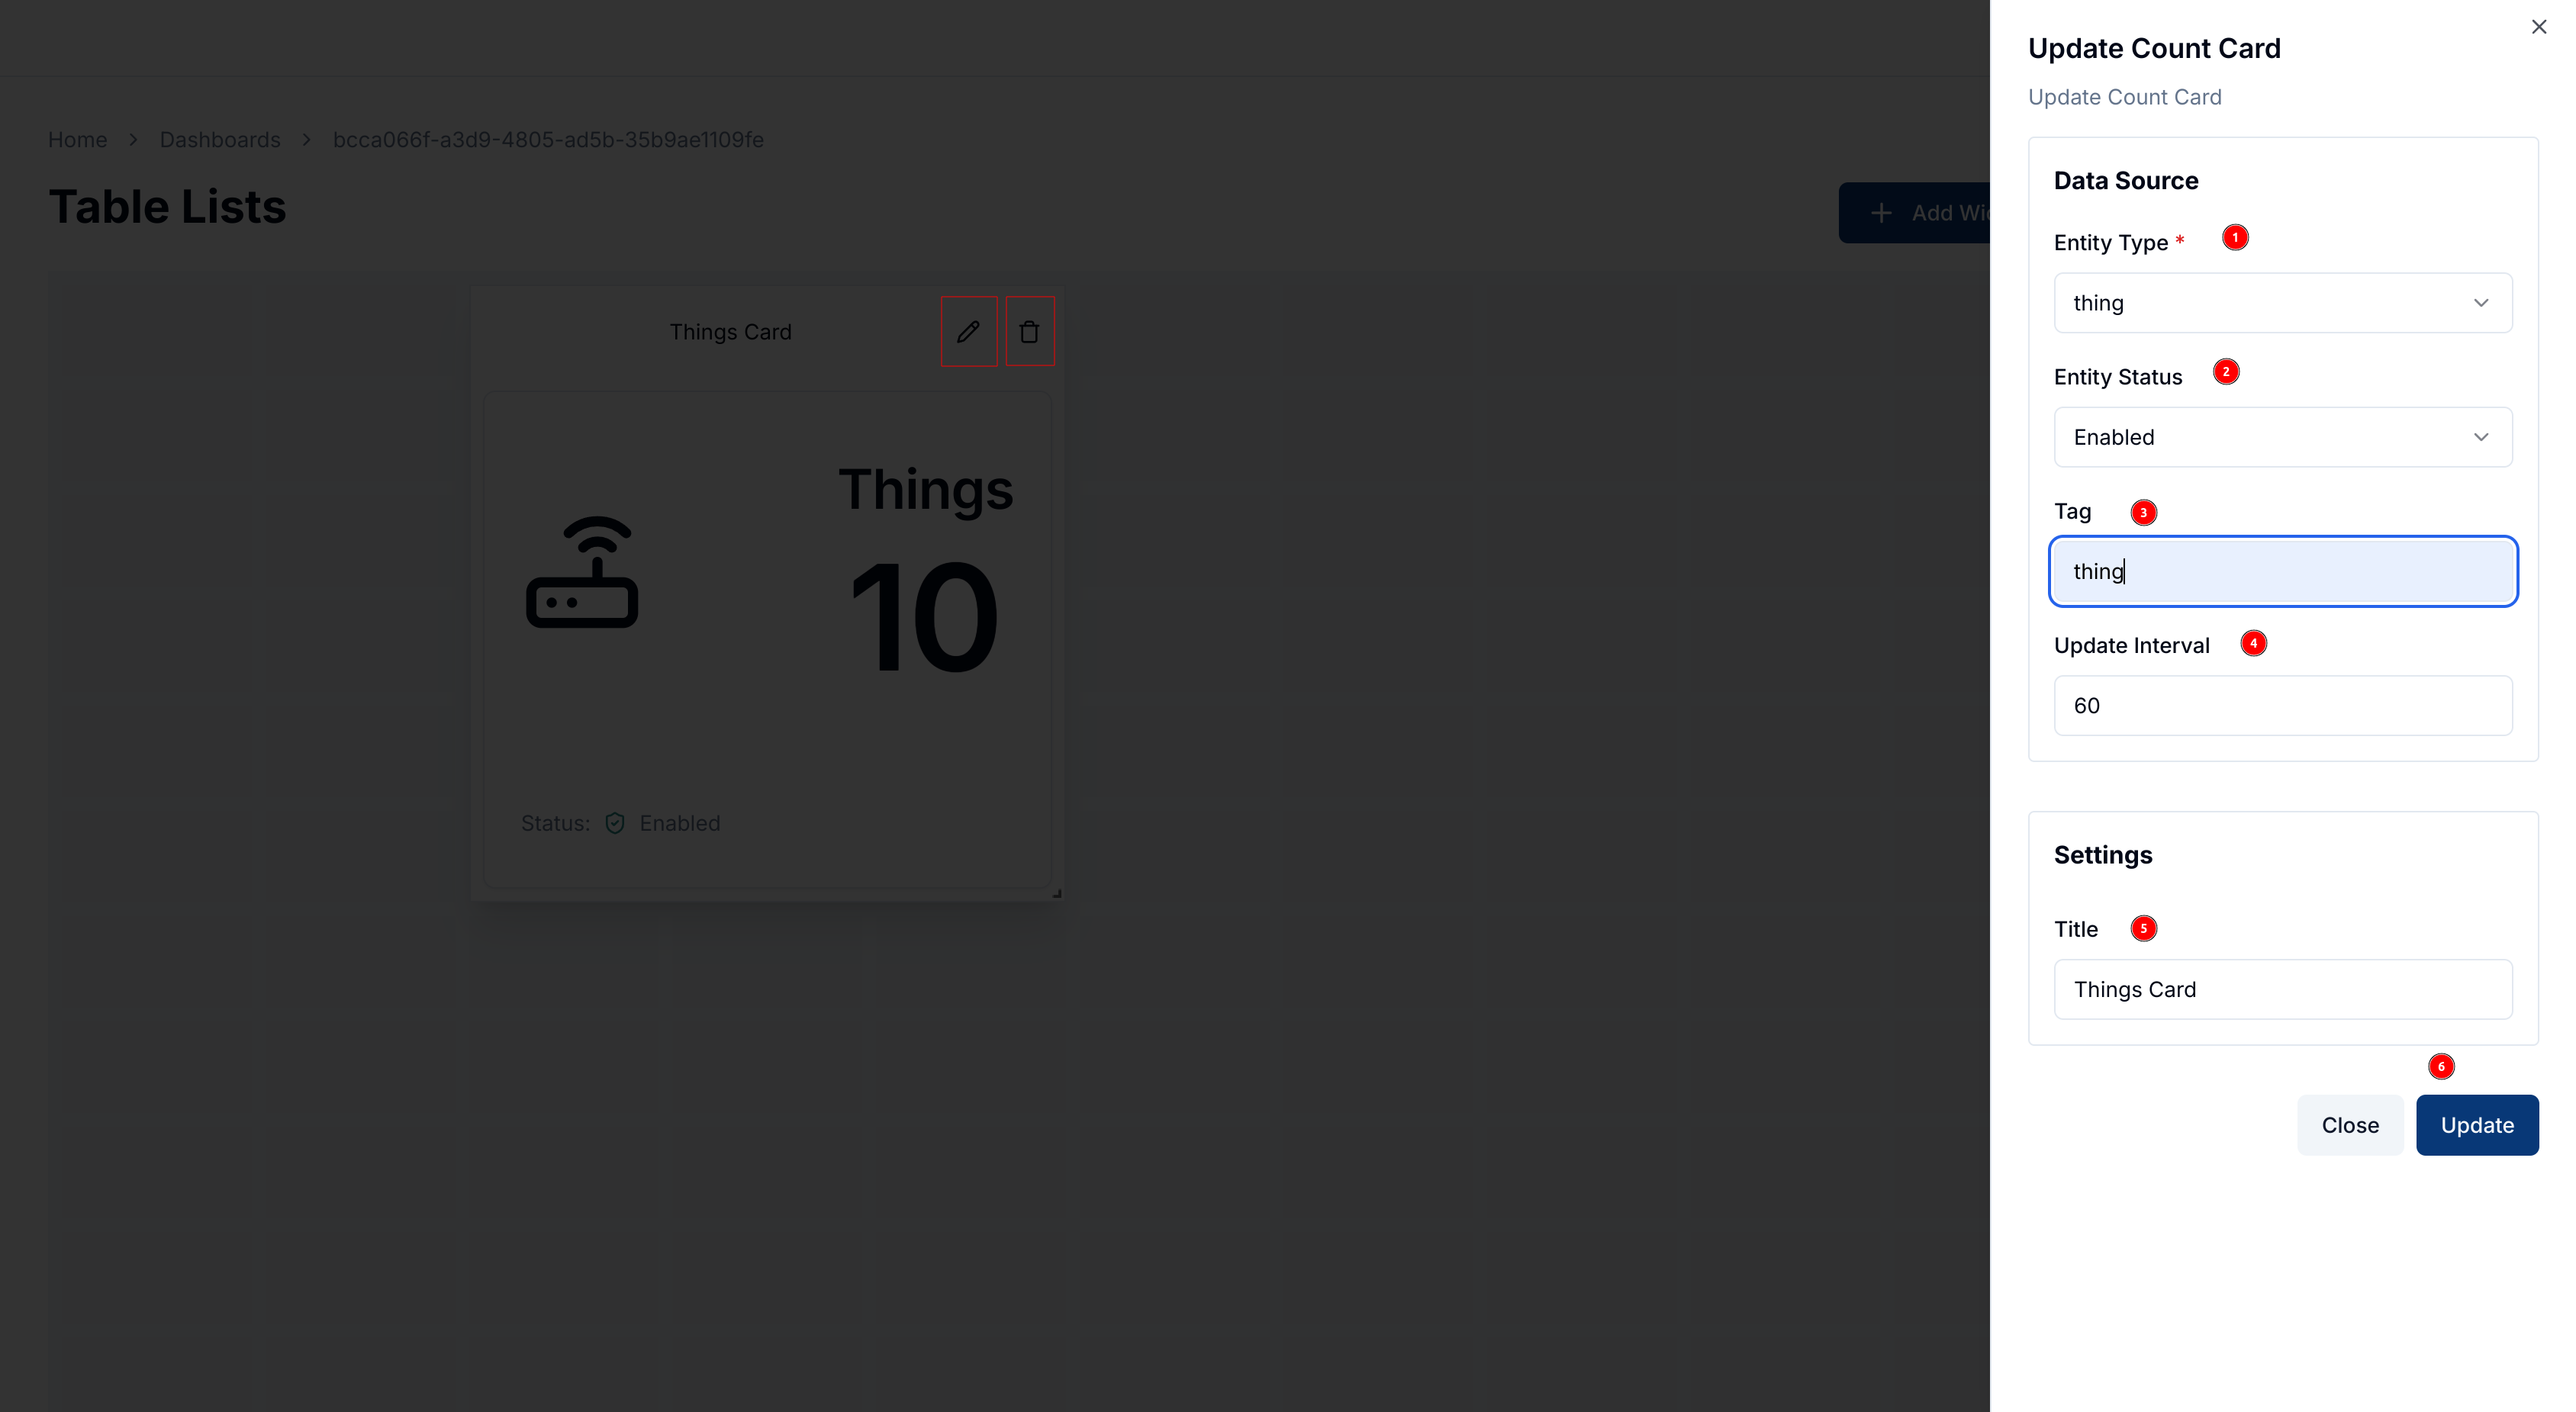 Home > Dashboards > bcca066f-a3d9-4805-ad5b-35b9ae1109fe
Table Lists
+ Add Wi
Things Card
Things
10
Status: Enabled
Update Count Card
Update Count Card
Data Source
Entity Type * 1
thing
Entity Status 2
Enabled
Tag 3
thing
Update Interval 4
60
Settings
Title 5
Things Card
6
Close Update